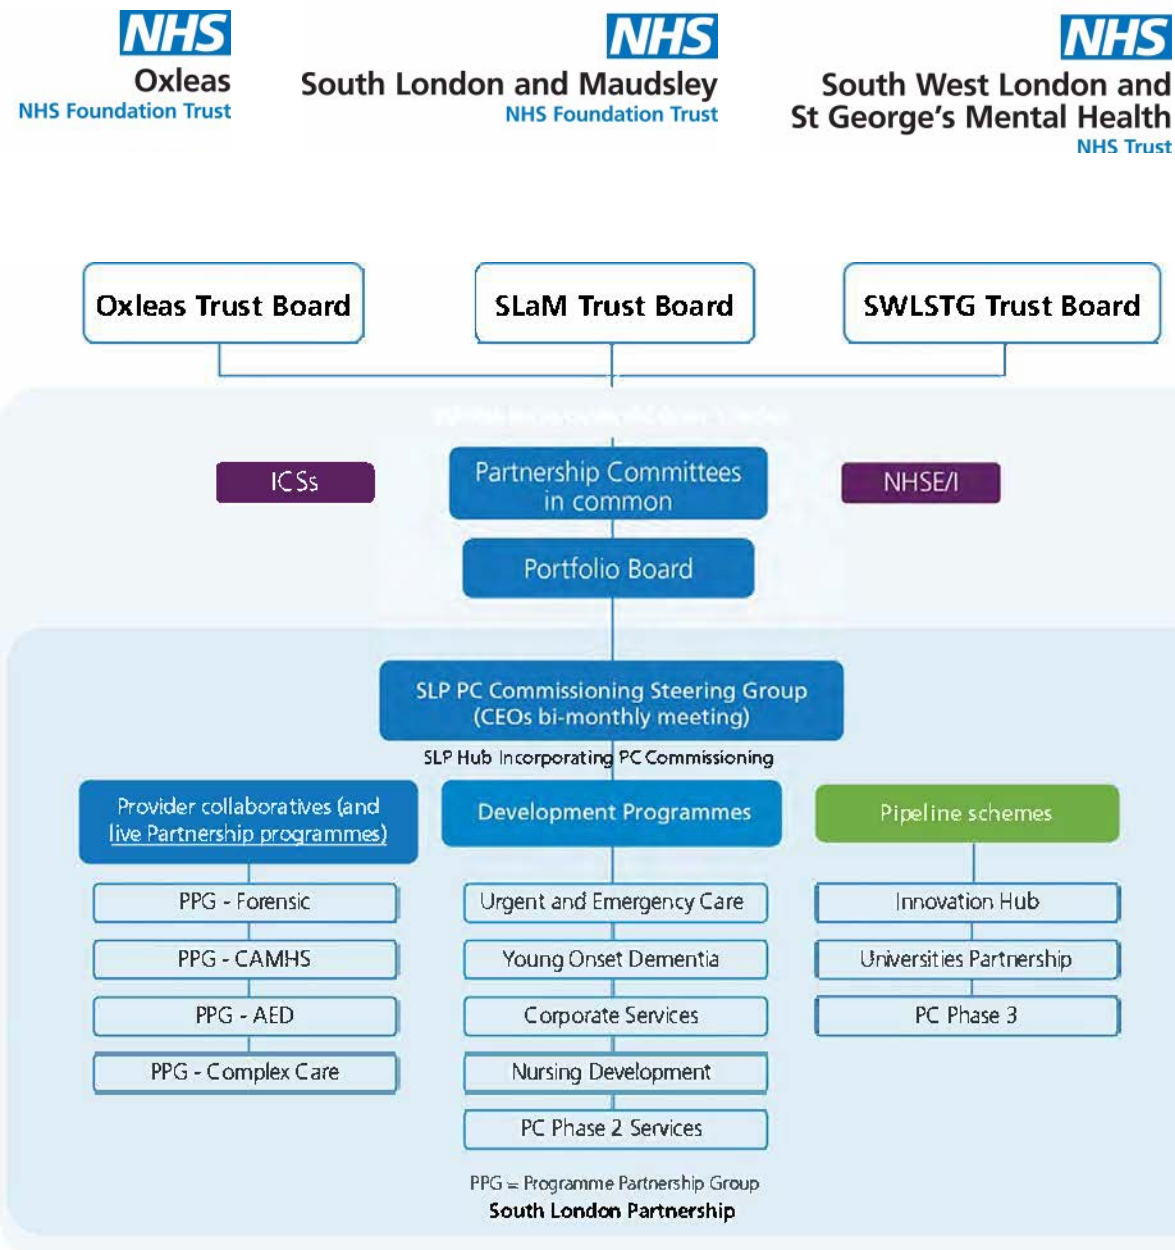 NHS
Oxleas
NHS Foundation Trust
NHS
South London and Maudsley
NHS Foundation Trust
NHS
South West London and
St George's Mental Health
NHS Trust
Oxleas Trust Board
SLaM Trust Board
SWLSTG Trust Board
ICSs
Partnership Committees
in common
NHSE/I
Portfolio Board
SLP PC Commissioning Steering Group
(CEOs bi-monthly meeting)
SLP Hub Incorporating PC Commissioning
Provider collaboratives (and
live Partnership programmes)
PPG - Forensic
PPG - CAMHS
PPG - AED
PPG - Complex Care
Development Programmes
Urgent and Emergency Care
Young Onset Dementia
Corporate Services
Nursing Development
PC Phase 2 Services
Pipeline schemes
Innovation Hub
Universities Partnership
PC Phase 3
PPG = Programme Partnership Group
South London Partnership